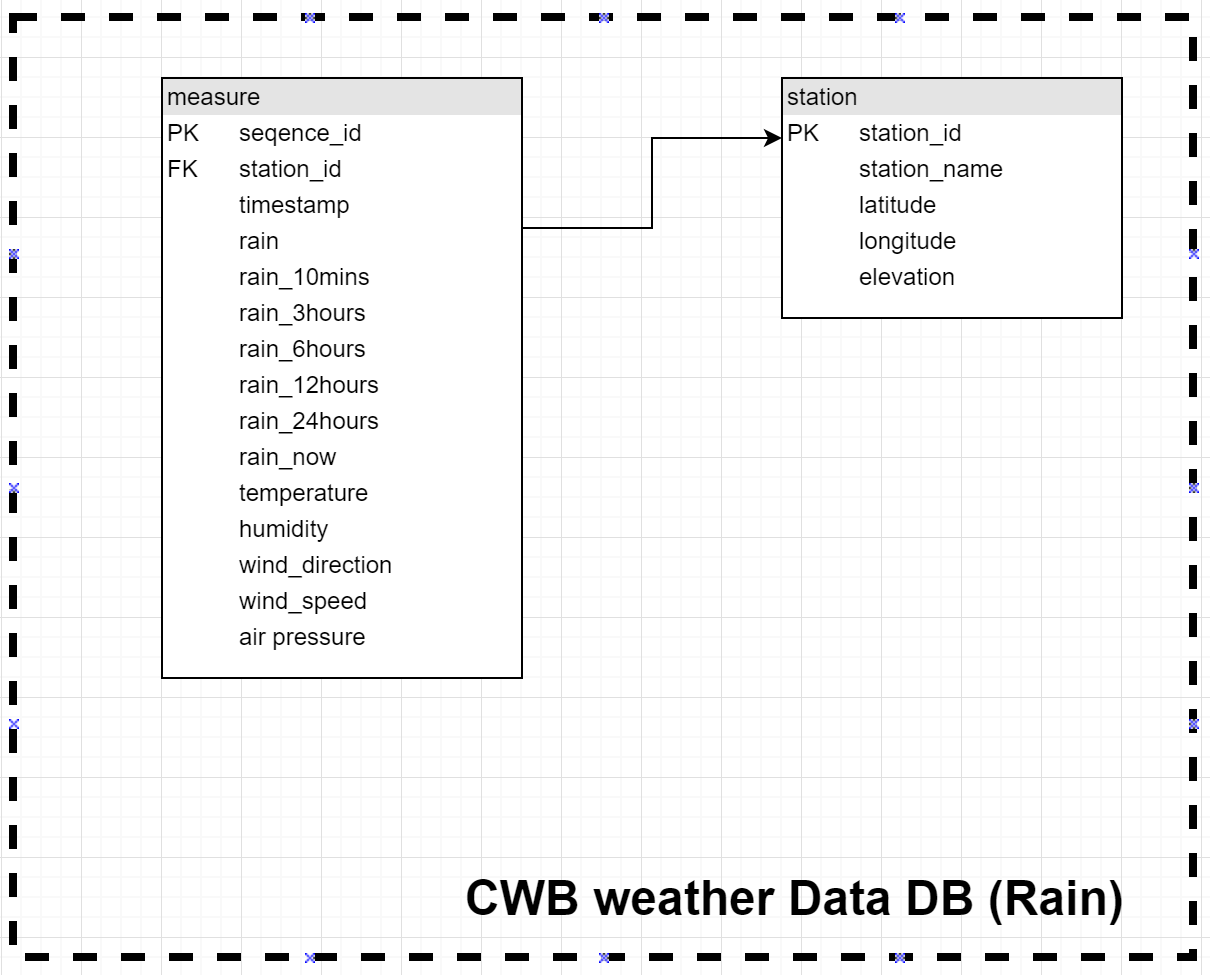 measure
PK seqence_id
FK station_id
timestamp
rain
rain_10mins
rain_3hours
rain_6hours
rain_12hours
rain_24hours
rain_now
temperature
humidity
wind_direction
wind_speed
air pressure
station
PK station_id
station_name
latitude
longitude
elevation
CWB weather Data DB (Rain)